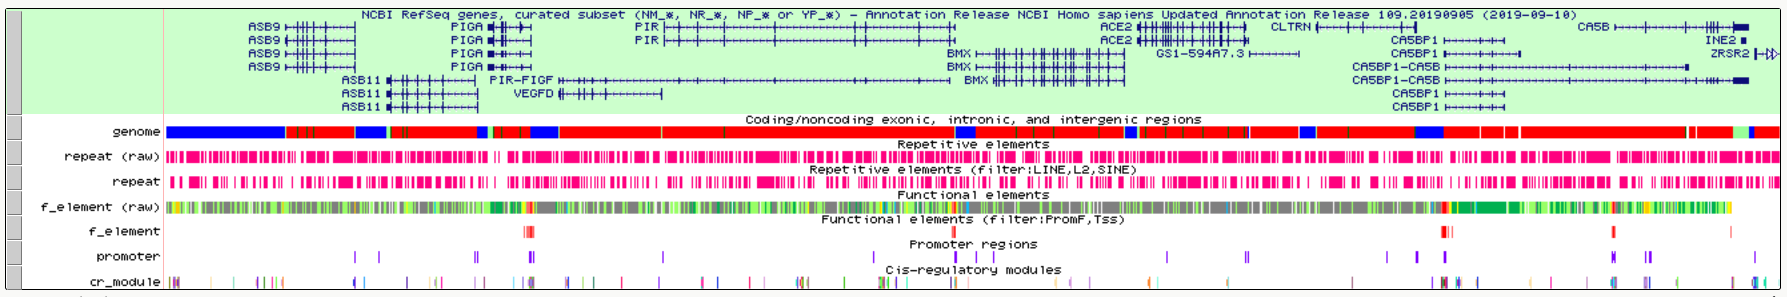 NCBI RefSeq genes, curated subset (NM_*, NR_*, NP_* or YP_*) – Annotation Release NCBI Homo sapiens Updated Annotation Release 109.20190905 (2019-09-10)
ASB9 PIGA PIR ACE2 CLTRN CA5B
ASB9 PIGA PIR ACE2 CA5BP1 INE2
ASB9 PIGA BMX GS1-594A7.3 CA5BP1 ZRSR2
ASB9 PIGA BMX CA5BP1-CA5B
ASB11 PIR-FIGF BMX CA5BP1-CA5B
ASB11 VEGFD CA5BP1
ASB11 CA5BP1
Coding/noncoding exonic, intronic, and intergenic regions
genome
Repetitive elements
repeat (raw)
Repetitive elements (filter:LINE,L2,SINE)
repeat
Functional elements
f_element (raw)
Functional elements (filter:PromF,Tss)
f_element
Promoter regions
promoter
Cis-regulatory modules
cr_module